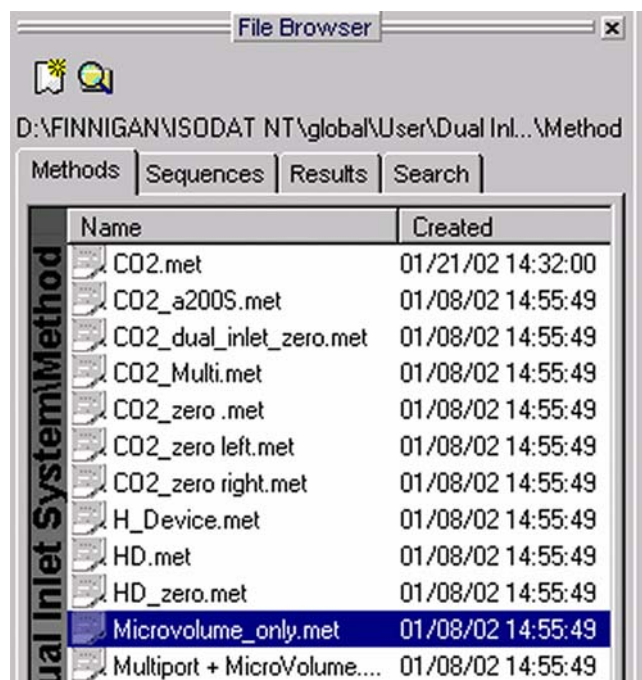 File Browser
D:\FINNIGAN\ISODAT NT\global\User\Dual Inl...\Method
Methods Sequences Results Search
Name Created
CO2.met 01/21/02 14:32:00
CO2_a200S.met 01/08/02 14:55:49
CO2_dual_inlet_zero.met 01/08/02 14:55:49
CO2_Multi.met 01/08/02 14:55:49
CO2_zero .met 01/08/02 14:55:49
CO2_zero left.met 01/08/02 14:55:49
CO2_zero right.met 01/08/02 14:55:49
H_Device.met 01/08/02 14:55:49
HD.met 01/08/02 14:55:49
HD_zero.met 01/08/02 14:55:49
Microvolume_only.met 01/08/02 14:55:49
Multiport + MicroVolume.... 01/08/02 14:55:49
ual Inlet System\Method